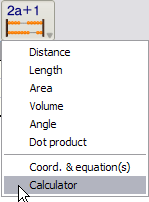 2a+1
Distance
Length
Area
Volume
Angle
Dot product
Coord. & equation(s)
Calculator